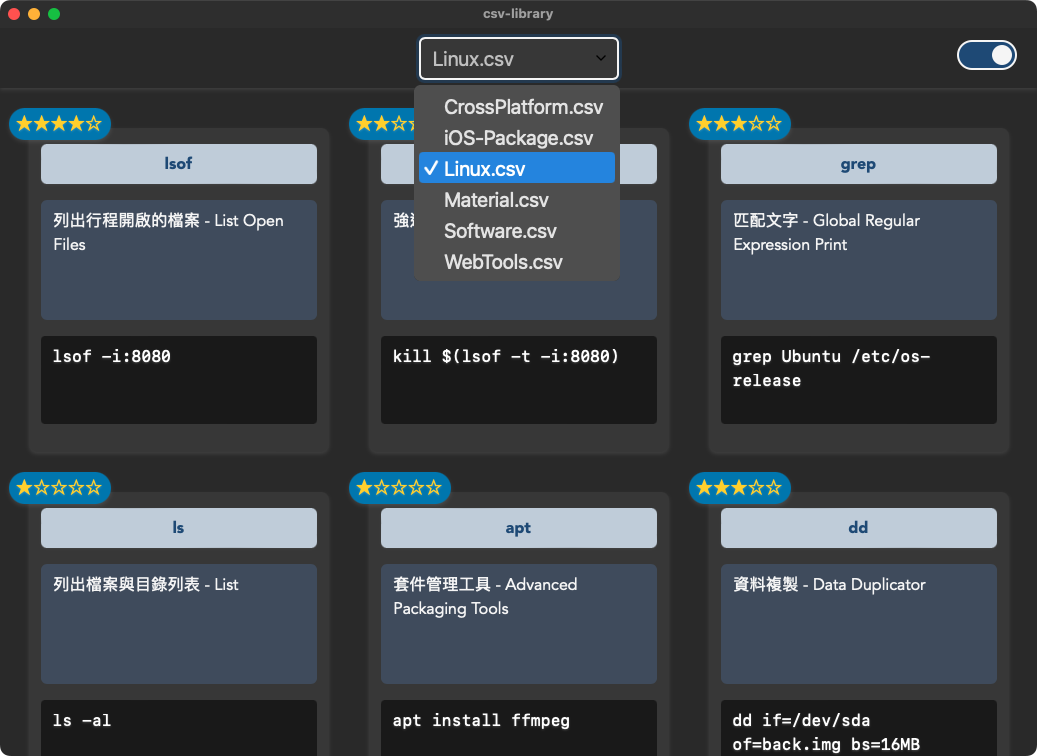 csv-library
Linux.csv
CrossPlatform.csv
iOS-Package.csv
Linux.csv
Material.csv
Software.csv
WebTools.csv
lsof
列出行程開啟的檔案 - List Open
Files
lsof -i:8080
kill $(lsof -t -i:8080)
grep
匹配文字 - Global Regular
Expression Print
grep Ubuntu /etc/os-
release
ls
列出檔案與目錄列表 - List
ls -al
apt
套件管理工具 - Advanced
Packaging Tools
apt install ffmpeg
dd
資料複製 - Data Duplicator
dd if=/dev/sda
of=back.img bs=16MB